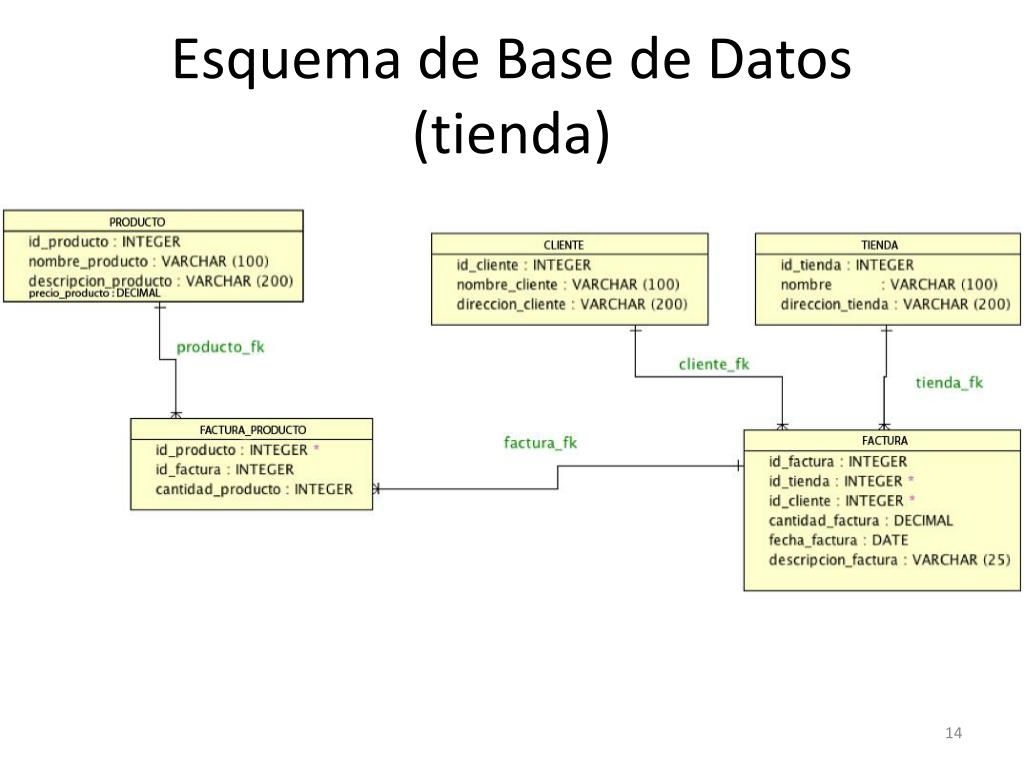 Esquema de Base de Datos
(tienda)
PRODUCTO
id_producto : INTEGER
nombre_producto : VARCHAR (100)
descripcion_producto : VARCHAR (200)
precio_producto : DECIMAL
CLIENTE
id_cliente : INTEGER
nombre_cliente : VARCHAR (100)
direccion_cliente : VARCHAR (200)
TIENDA
id_tienda : INTEGER
nombre : VARCHAR (100)
direccion_tienda : VARCHAR (200)
producto_fk
cliente_fk
tienda_fk
FACTURA_PRODUCTO
id_producto : INTEGER *
id_factura : INTEGER
cantidad_producto : INTEGER
factura_fk
FACTURA
id_factura : INTEGER
id_tienda : INTEGER *
id_cliente : INTEGER *
cantidad_factura : DECIMAL
fecha_factura : DATE
descripcion_factura : VARCHAR (25)
14